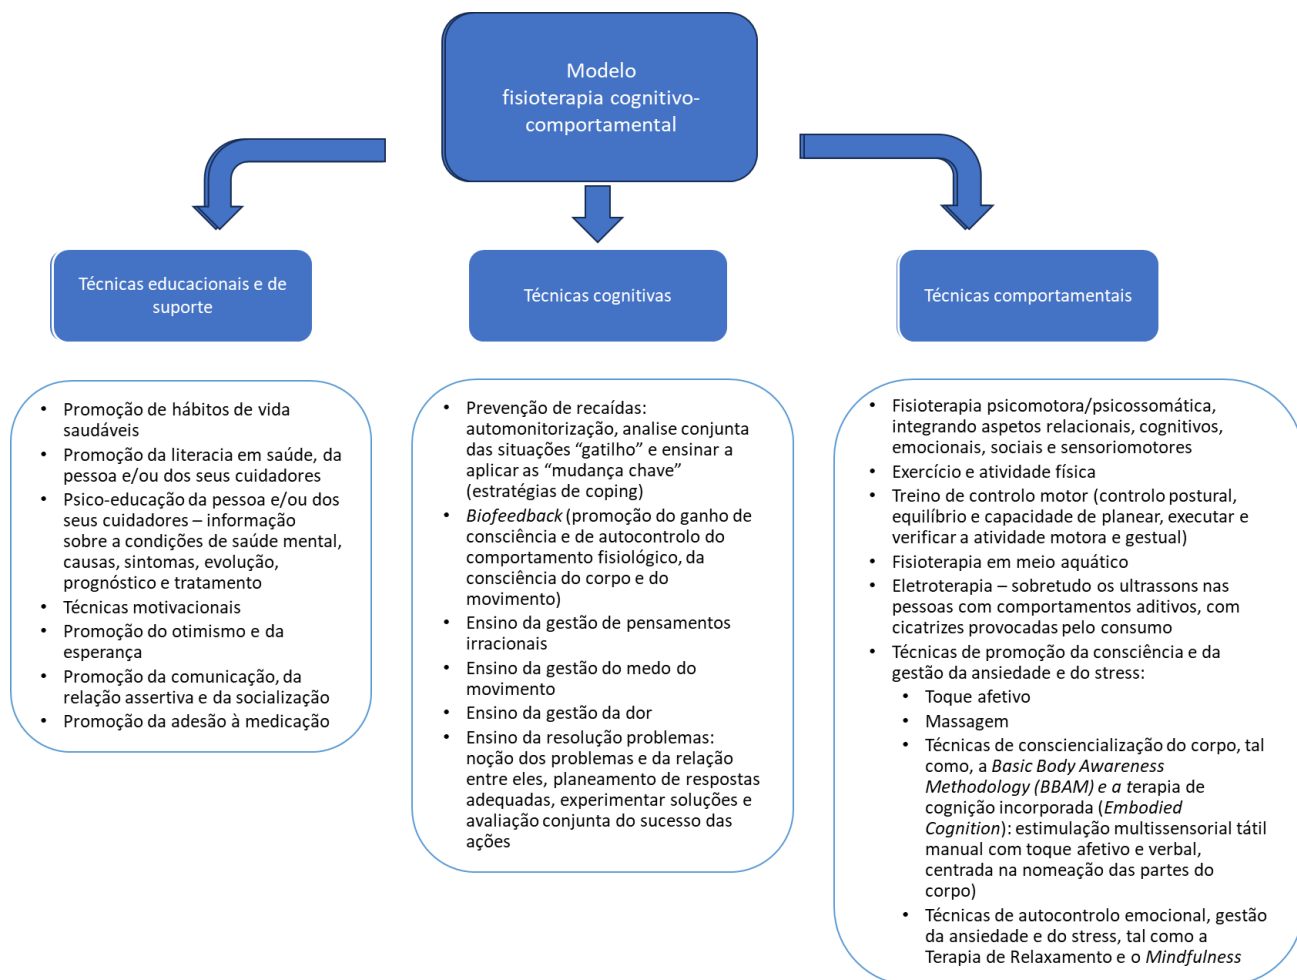 Modelo
fisioterapia cognitivo-
comportamental
Técnicas educacionais e de
suporte
Técnicas cognitivas
Técnicas comportamentais
• Promoção de hábitos de vida
saudáveis
• Promoção da literacia em saúde, da
pessoa e/ou dos seus cuidadores
• Psico-educação da pessoa e/ou dos
seus cuidadores – informação
sobre a condições de saúde mental,
causas, sintomas, evolução,
prognóstico e tratamento
• Técnicas motivacionais
• Promoção do otimismo e da
esperança
• Promoção da comunicação, da
relação assertiva e da socialização
• Promoção da adesão à medicação
• Prevenção de recaídas:
automonitorização, analise conjunta
das situações “gatilho” e ensinar a
aplicar as “mudança chave”
(estratégias de coping)
• Biofeedback (promoção do ganho de
consciência e de autocontrolo do
comportamento fisiológico, da
consciência do corpo e do
movimento)
• Ensino da gestão de pensamentos
irracionais
• Ensino da gestão do medo do
movimento
• Ensino da gestão da dor
• Ensino da resolução problemas:
noção dos problemas e da relação
entre eles, planeamento de respostas
adequadas, experimentar soluções e
avaliação conjunta do sucesso das
ações
• Fisioterapia psicomotora/psicossomática,
integrando aspetos relacionais, cognitivos,
emocionais, sociais e sensoriomotores
• Exercício e atividade física
• Treino de controlo motor (controlo postural,
equilíbrio e capacidade de planear, executar e
verificar a atividade motora e gestual)
• Fisioterapia em meio aquático
• Eletroterapia – sobretudo os ultrassons nas
pessoas com comportamentos aditivos, com
cicatrizes provocadas pelo consumo
• Técnicas de promoção da consciência e da
gestão da ansiedade e do stress:
• Toque afetivo
• Massagem
• Técnicas de consciencialização do corpo, tal
como, a Basic Body Awareness
Methodology (BBAM) e a terapia de
cognição incorporada (Embodied
Cognition): estimulação multissensorial tátil
manual com toque afetivo e verbal,
centrada na nomeação das partes do
corpo)
• Técnicas de autocontrolo emocional, gestão
da ansiedade e do stress, tal como a
Terapia de Relaxamento e o Mindfulness